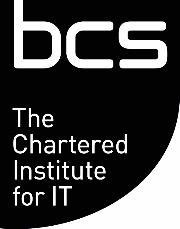 bcs
The
Chartered
Institute
for IT